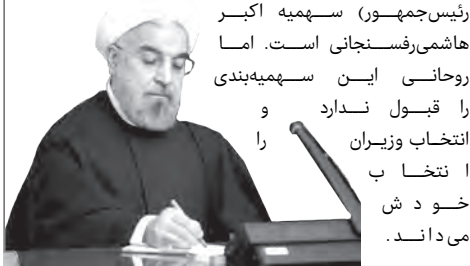 رئیس‌جمهور) سهمیه اکبر
هاشمی‌رفسنجانی است. اما
روحانی این سهمیه‌بندی
را قبول ندارد و
انتخاب وزیران را
انتخاب
خودش
می‌داند.